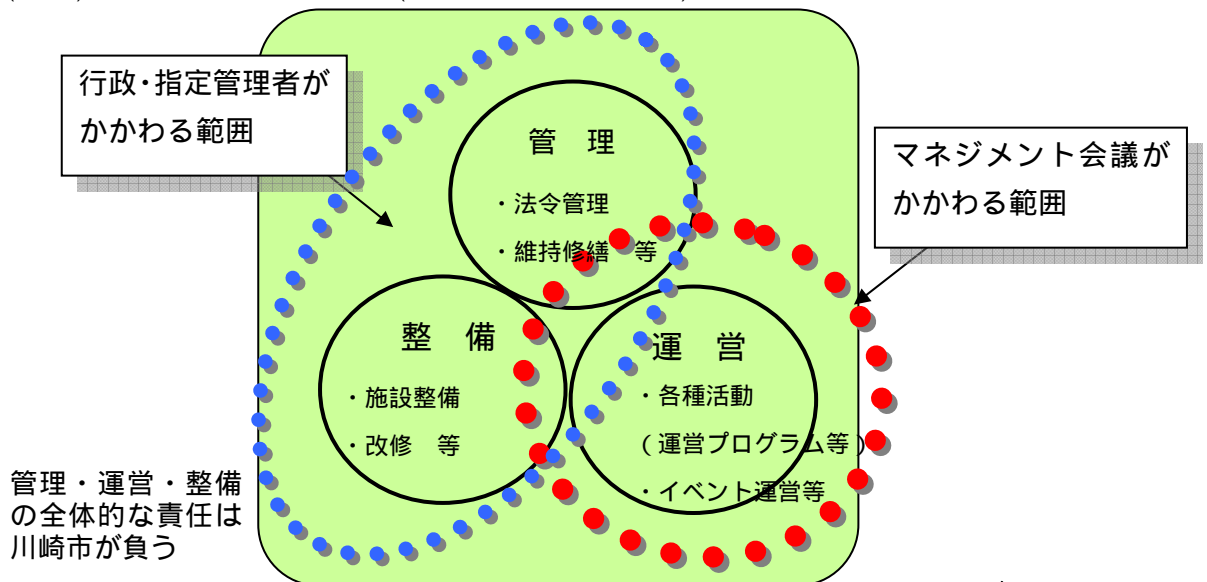 行政・指定管理者が
かかわる範囲
マネジメント会議が
かかわる範囲
管 理
・法令管理
・維持修繕 等
整 備
・施設整備
・改修 等
運 営
・各種活動
(運営プログラム等)
・イベント運営等
管理・運営・整備
の全体的な責任は
川崎市が負う